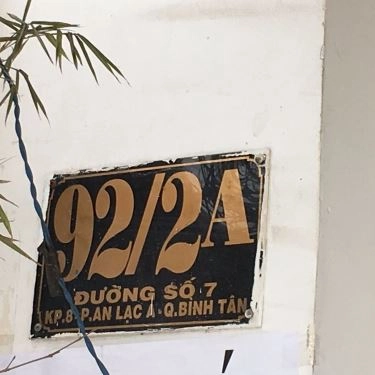 92/2A
ĐƯỜNG SỐ 7
KP.8-P.AN LẠC A-Q.BÌNH TÂN